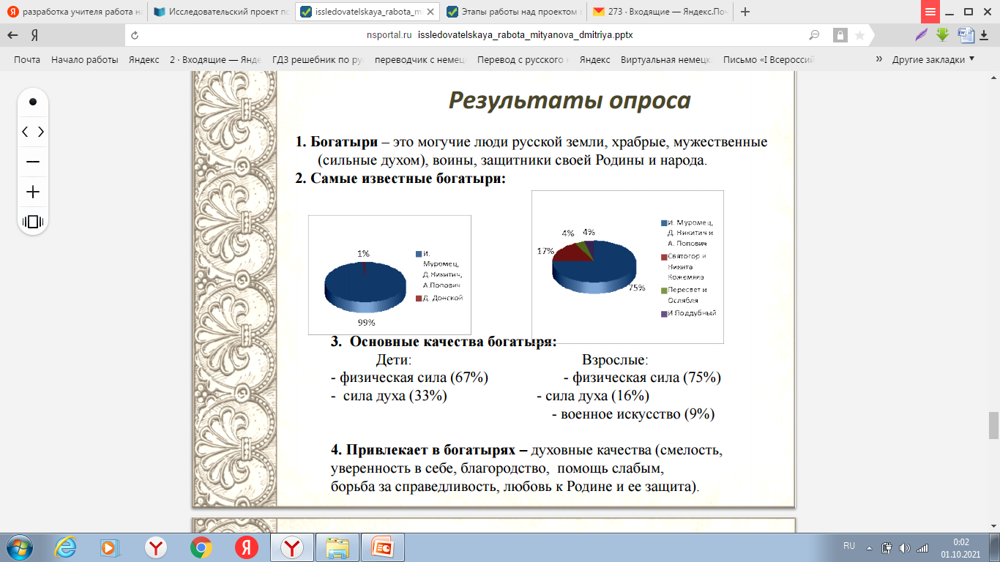 разработка учителя работа на
Исследовательский проект по
issledovatelskaya_rabota_mi
Этапы работы над проектом в
273 · Входящие — Яндекс.Поч
Я
nsportal.ru issledovatelskaya_rabota_mityanova_dmitriya.pptx
Почта Начало работы Яндекс 2 · Входящие — Янде ГДЗ решебник по рус переводчик с немец Перевод с русского Яндекс Виртуальная немецк Письмо «I Всероссий » Другие закладки
Результаты опроса
1. Богатыри – это могучие люди русской земли, храбрые, мужественные
(сильные духом), воины, защитники своей Родины и народа.
2. Самые известные богатыри:
1%
99%
И.
Муромец,
Д.Никитич,
А.Попович
Д. Донской
4% 4%
17%
75%
И. Муромец,
Д. Никитич и
А. Попович
Святогор и
Никита
Кожемяка
Пересвет и
Ослябля
И Поддубный
3. Основные качества богатыря:
Дети: Взрослые:
- физическая сила (67%) - физическая сила (75%)
- сила духа (33%) - сила духа (16%)
- военное искусство (9%)
4. Привлекает в богатырях – духовные качества (смелость,
уверенность в себе, благородство, помощь слабым,
борьба за справедливость, любовь к Родине и ее защита).
RU
0:02
01.10.2021